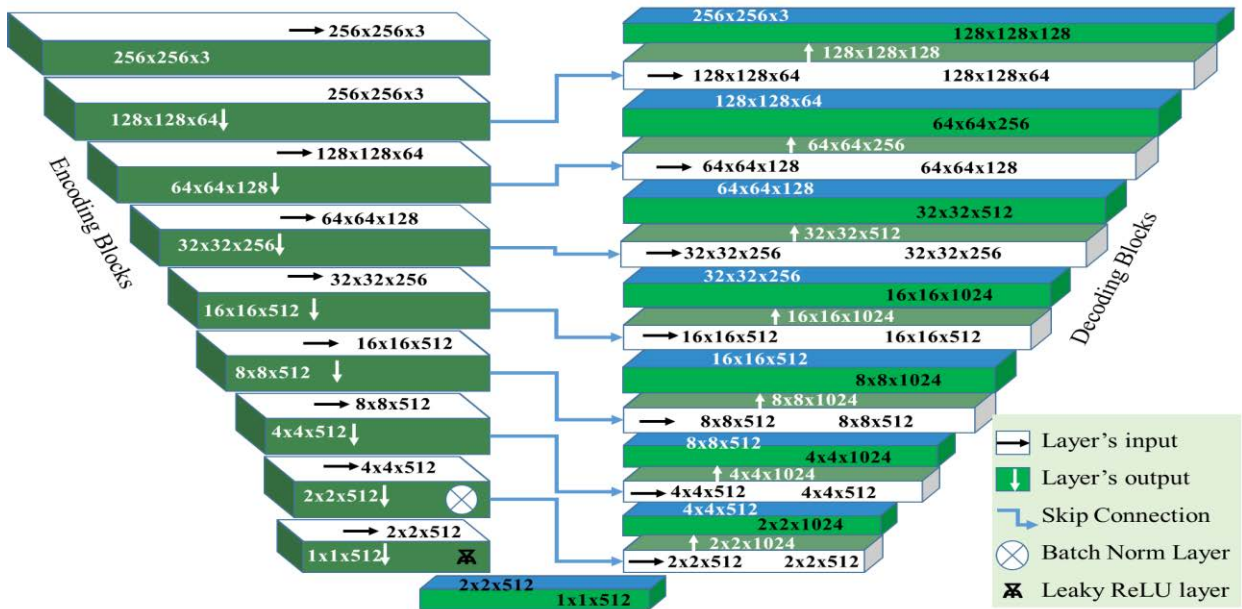 256x256x3
256x256x3
256x256x3
128x128x64
128x128x64
64x64x128
64x64x128
32x32x256
32x32x256
16x16x512
16x16x512
8x8x512
8x8x512
4x4x512
4x4x512
2x2x512
2x2x512
1x1x512
Encoding Blocks
2x2x512
1x1x512
256x256x3
128x128x128
128x128x128
128x128x64 128x128x64
128x128x64
64x64x256
64x64x256
64x64x128 64x64x128
64x64x128
32x32x512
32x32x512
32x32x256 32x32x256
32x32x256
16x16x1024
16x16x1024
16x16x512 16x16x512
16x16x512
8x8x1024
8x8x1024
8x8x512 8x8x512
8x8x512
4x4x1024
4x4x1024
4x4x512 4x4x512
4x4x512
2x2x1024
2x2x1024
2x2x512 2x2x512
Decoding Blocks
Layer's input
Layer's output
Skip Connection
Batch Norm Layer
Leaky ReLU layer